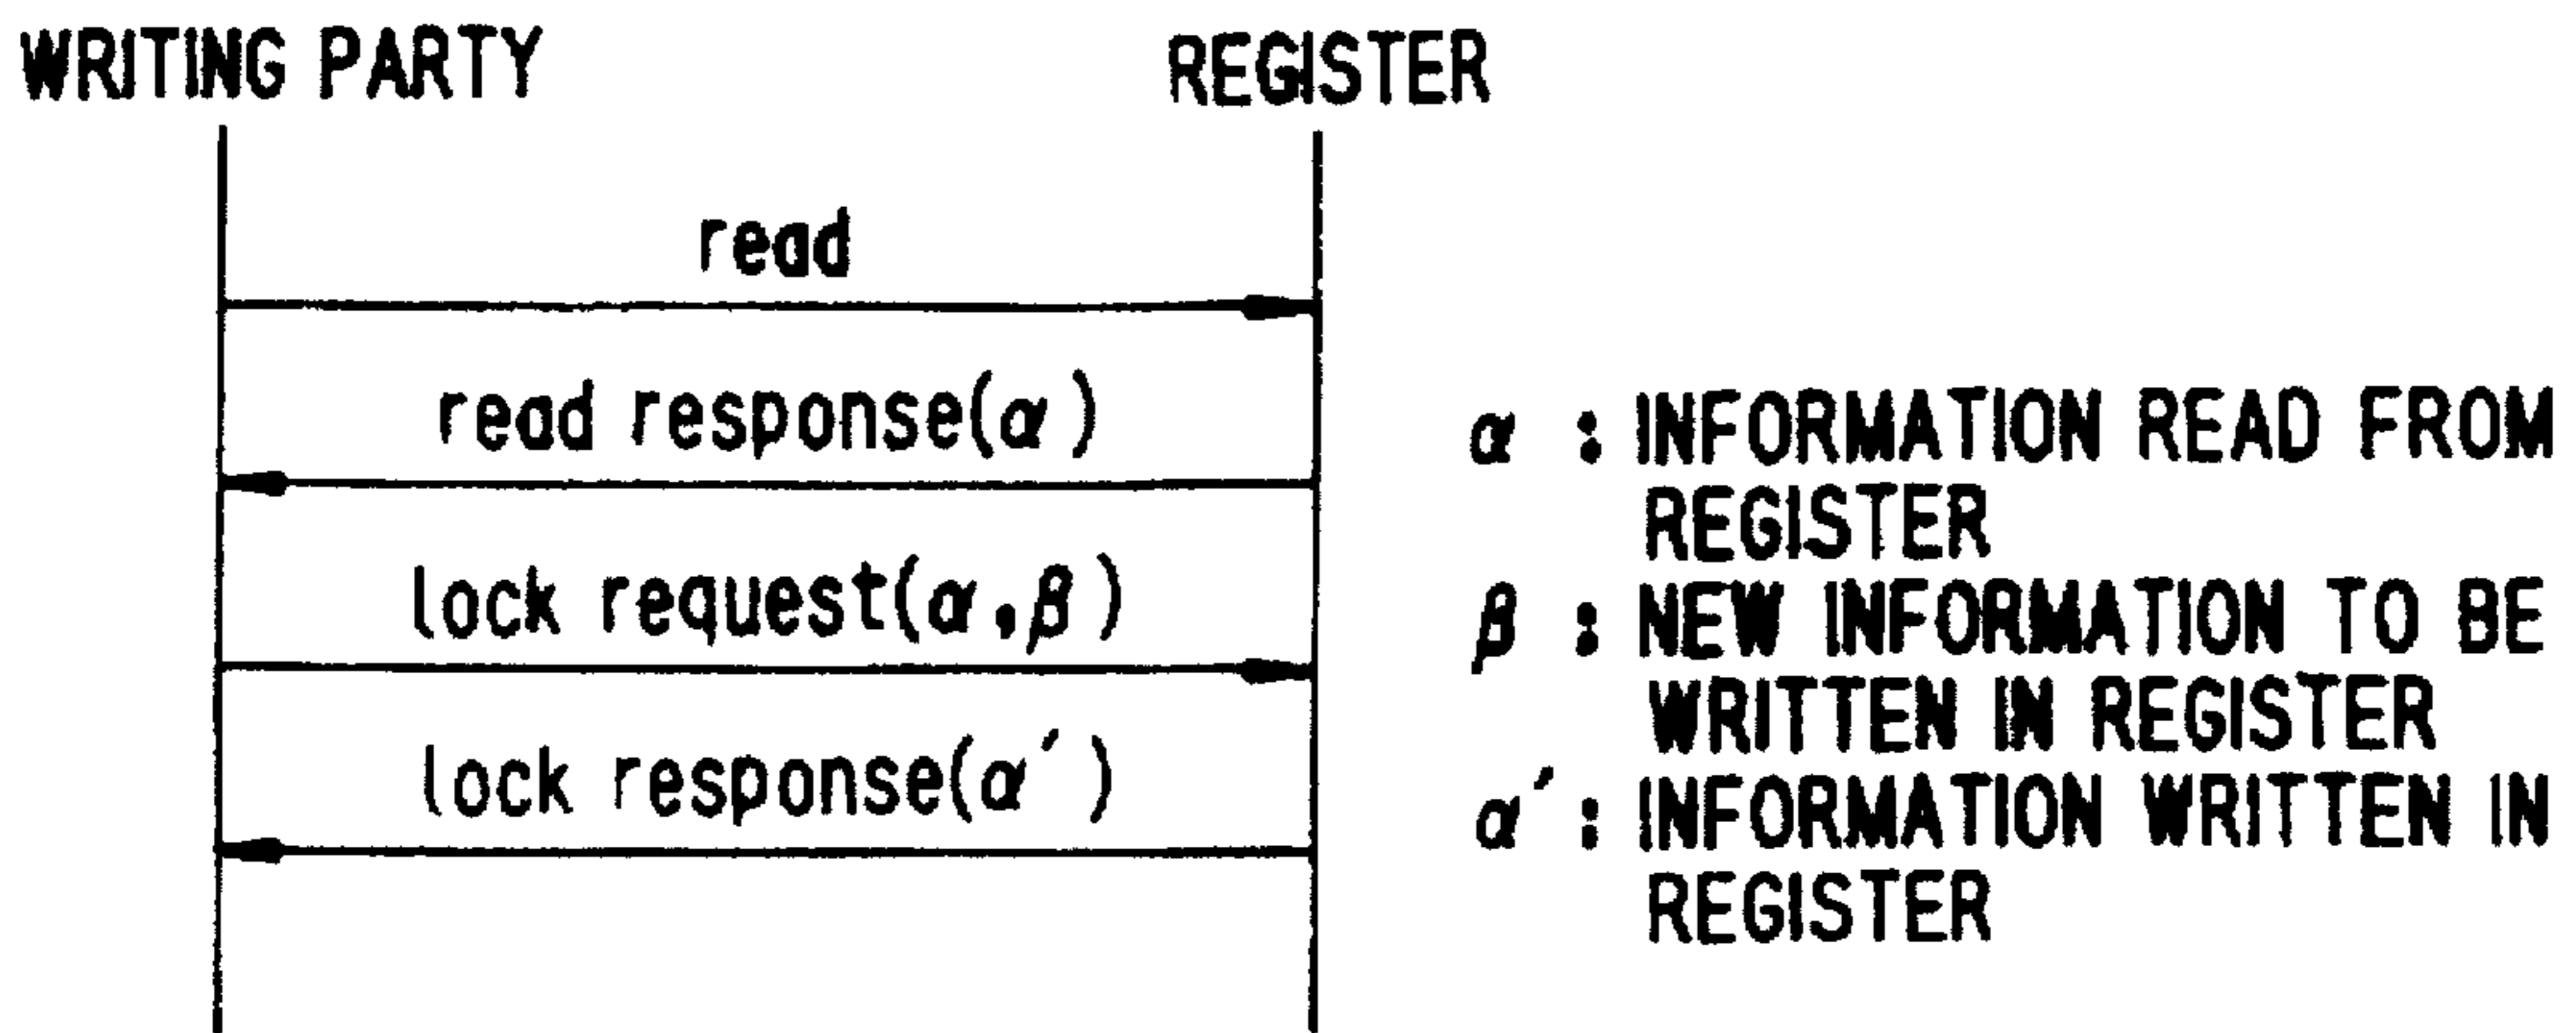 WRITING PARTY
REGISTER
read
read response(α)
lock request(α,β)
lock response(α′)
α : INFORMATION READ FROM
REGISTER
β : NEW INFORMATION TO BE
WRITTEN IN REGISTER
α′: INFORMATION WRITTEN IN
REGISTER